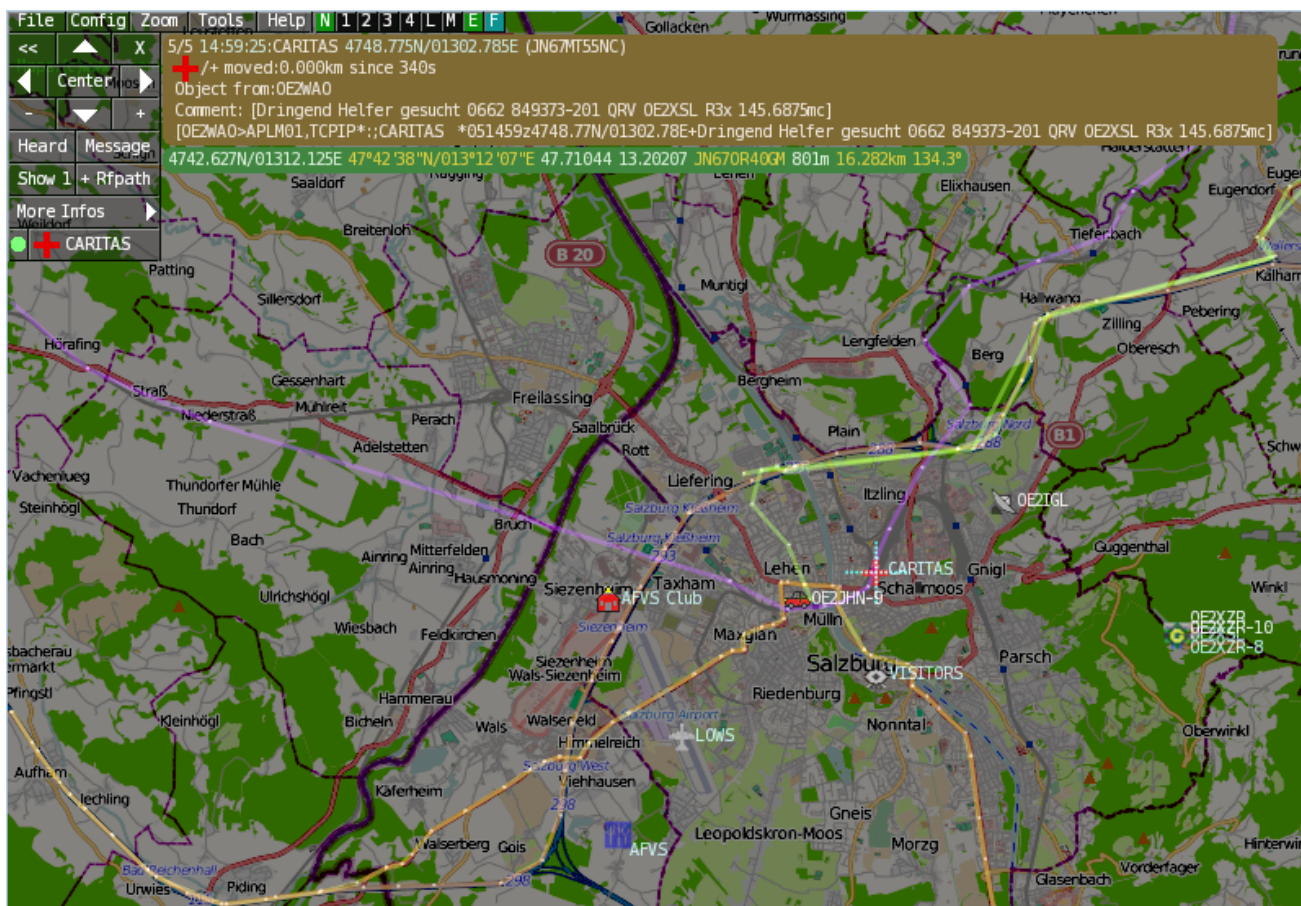 File Config Zoom Tools Help N 1 2 3 4 L M E F
Gollacken
Wurmassing
<< X
Center
- +
Heard Message
Show 1 + Rfpath
More Infos
CARITAS
5/5 14:59:25:CARITAS 4748.775N/01302.785E (JN67MT55NC)
/+ moved:0.000km since 340s
Object from:OE2WAO
Comment: [Dringend Helfer gesucht 0662 849373-201 QRV OE2XSL R3x 145.6875mc]
[OE2WAO>APLM01,TCPIP*:;CARITAS *051459z4748.77N/01302.78E+Dringend Helfer gesucht 0662 849373-201 QRV OE2XSL R3x 145.6875mc]
4742.627N/01312.125E 47°42'38"N/013°12'07"E 47.71044 13.20207 JN67OR40GM 801m 16.282km 134.3°
Saaldorf
Elixhausen
Eugendorf
Breitenloh
Tiefenbach
B 20
Patting
Kalham
Sillersdorf
Muntigl
Hallwang
Pebering
Zilling
Hörafing
Lengfelden
Oberesch
Berg
Gessenhart
Bergheim
Straß
Mühlreit
Freilassing
Niederstraß
Perach
Saalbrück
Plain
Salzburg Nord
288
B1
Adelstetten
Rott
Vachenlueg
Thundorfer Mühle
Liefering
Itzling
Steinhögl
Thundorf
Salzburg Kleßheim
OE2IGL
Bruch
Bach
Salzburg Kleßheim
293
Guggenthal
Ainring
Mitterfelden
Ainring
Hausmoning
Lehen
CARITAS
Gnigl
Siezenheim
Taxham
Schallmoos
Winkl
Ulrichshögl
AFVS Club
OE2JHN-9
Mülln
OE2XZR
OE2XZR-10
OE2XZR-8
Wiesbach
Feldkirchen
Siezenheim
Maxglan
Parsch
Siezenheim
Wals-Siezenheim
Salzburg
VISITORS
Hammerau
Riedenburg
Kleinhögl
Bicheln
Wals
Walserfeld
Salzburg Airport
Nonntal
Himmelreich
LOWS
Oberwinkl
Aufham
Salzburg West
Viehhausen
Jechling
Käferheim
298
Gneis
Walserberg
Gois
AFVS
Leopoldskron-Moos
Morzg
Bad Reichenhall
Vorderfager
Urwies
Piding
298
Glasenbach